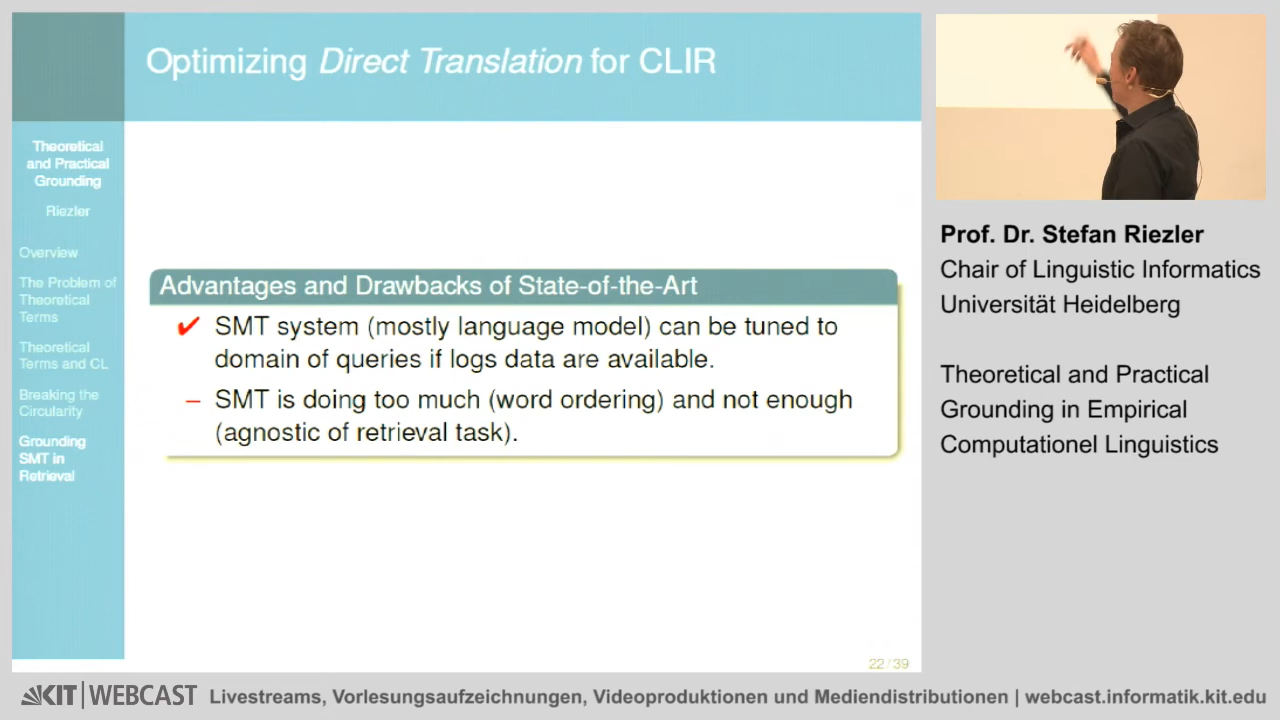 Optimizing Direct Translation for CLIR
Theoretical
and Practical
Grounding
Riezler
Overview
The Problem of
Theoretical
Terms
Theoretical
Terms and CL
Breaking the
Circularity
Grounding
SMT in
Retrieval
Advantages and Drawbacks of State-of-the-Art
✔ SMT system (mostly language model) can be tuned to
domain of queries if logs data are available.
– SMT is doing too much (word ordering) and not enough
(agnostic of retrieval task).
22/39
Prof. Dr. Stefan Riezler
Chair of Linguistic Informatics
Universität Heidelberg
Theoretical and Practical
Grounding in Empirical
Computationel Linguistics
KIT | WEBCAST Livestreams, Vorlesungsaufzeichnungen, Videoproduktionen und Mediendistributionen | webcast.informatik.kit.edu